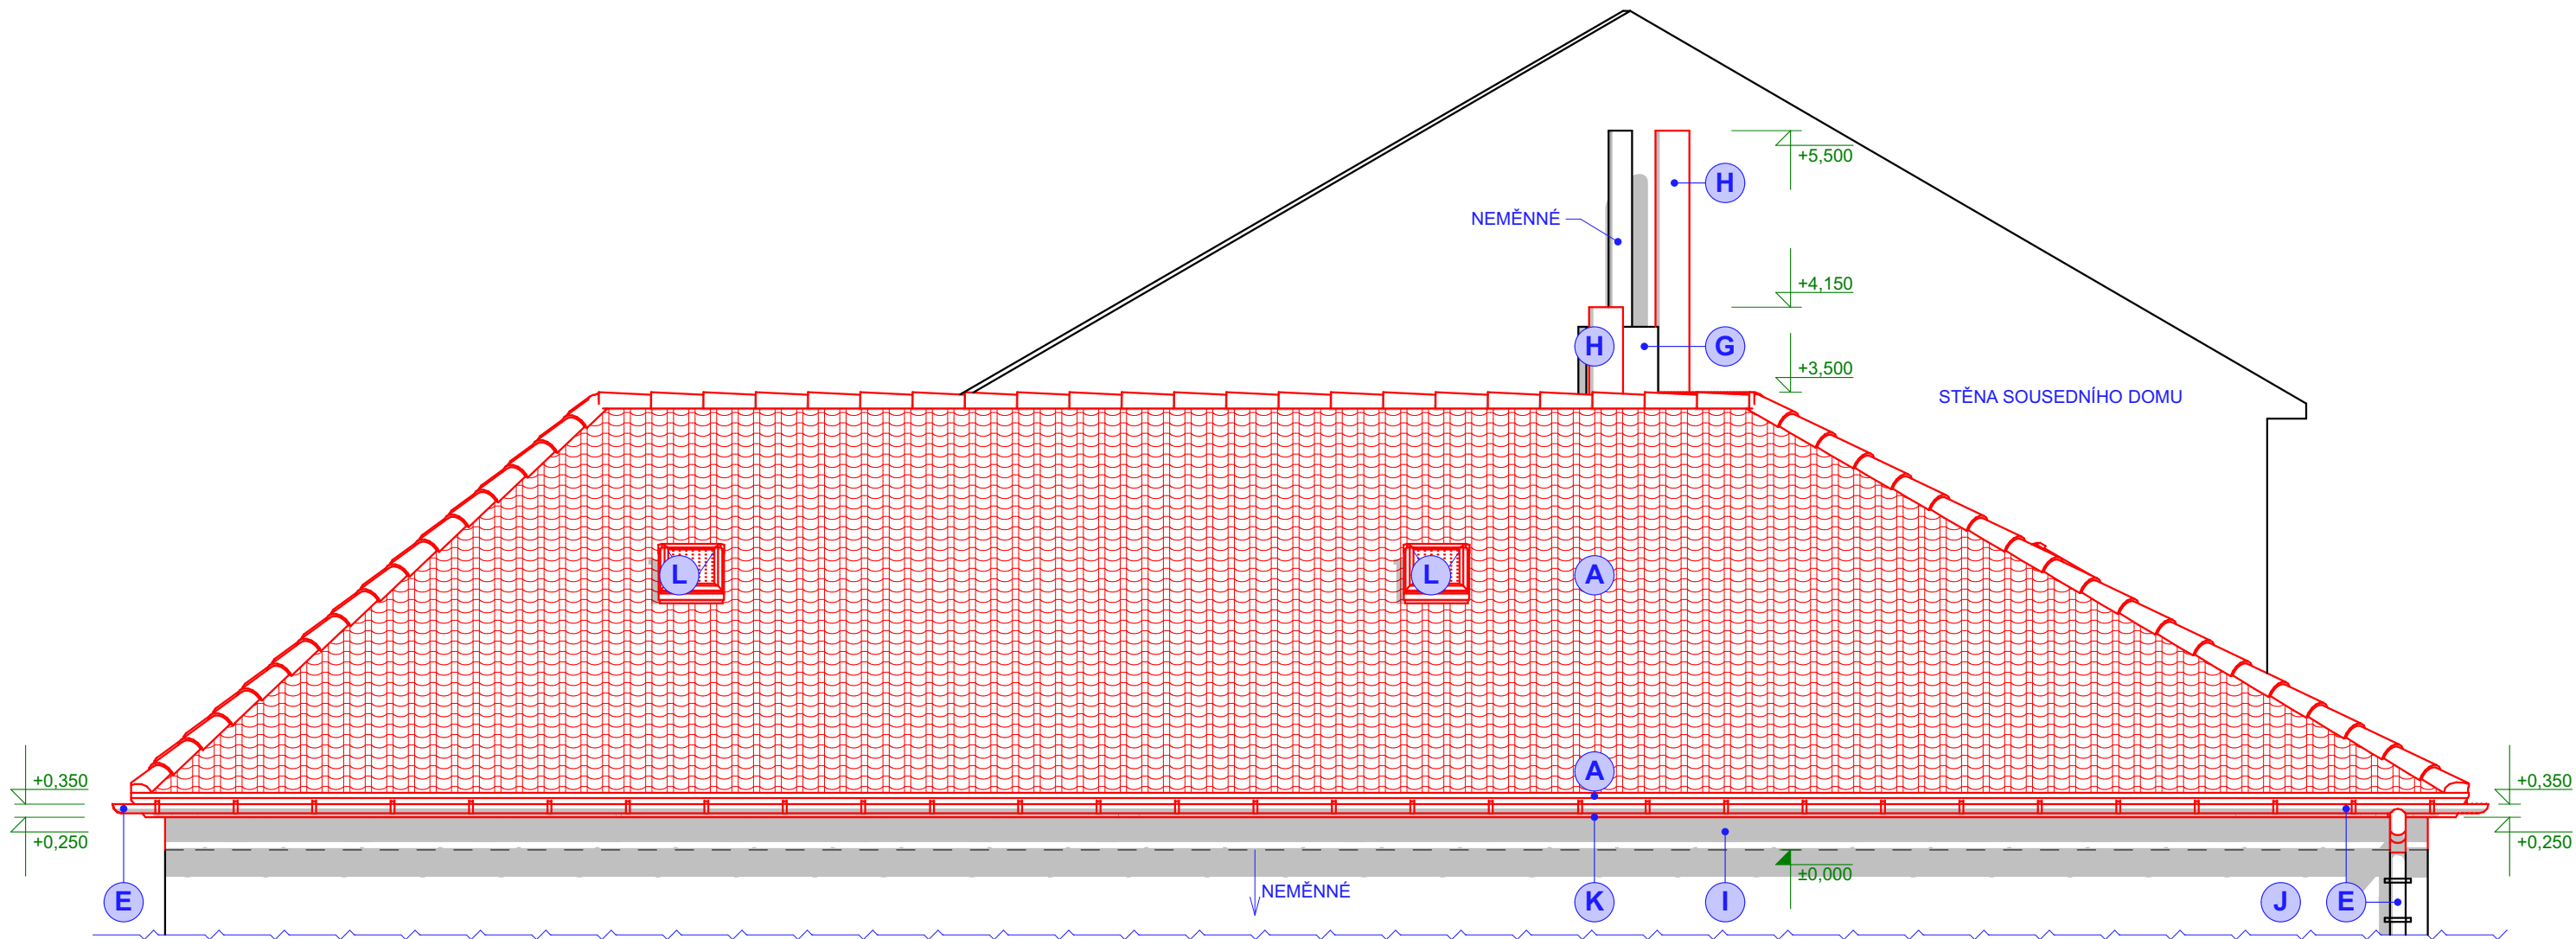 +5,500
H
NEMĚNNÉ
+4,150
H
G
+3,500
STĚNA SOUSEDNÍHO DOMU
L
L
A
A
+0,350
+0,350
+0,250
+0,250
±0,000
NEMĚNNÉ
E
K
I
J
E